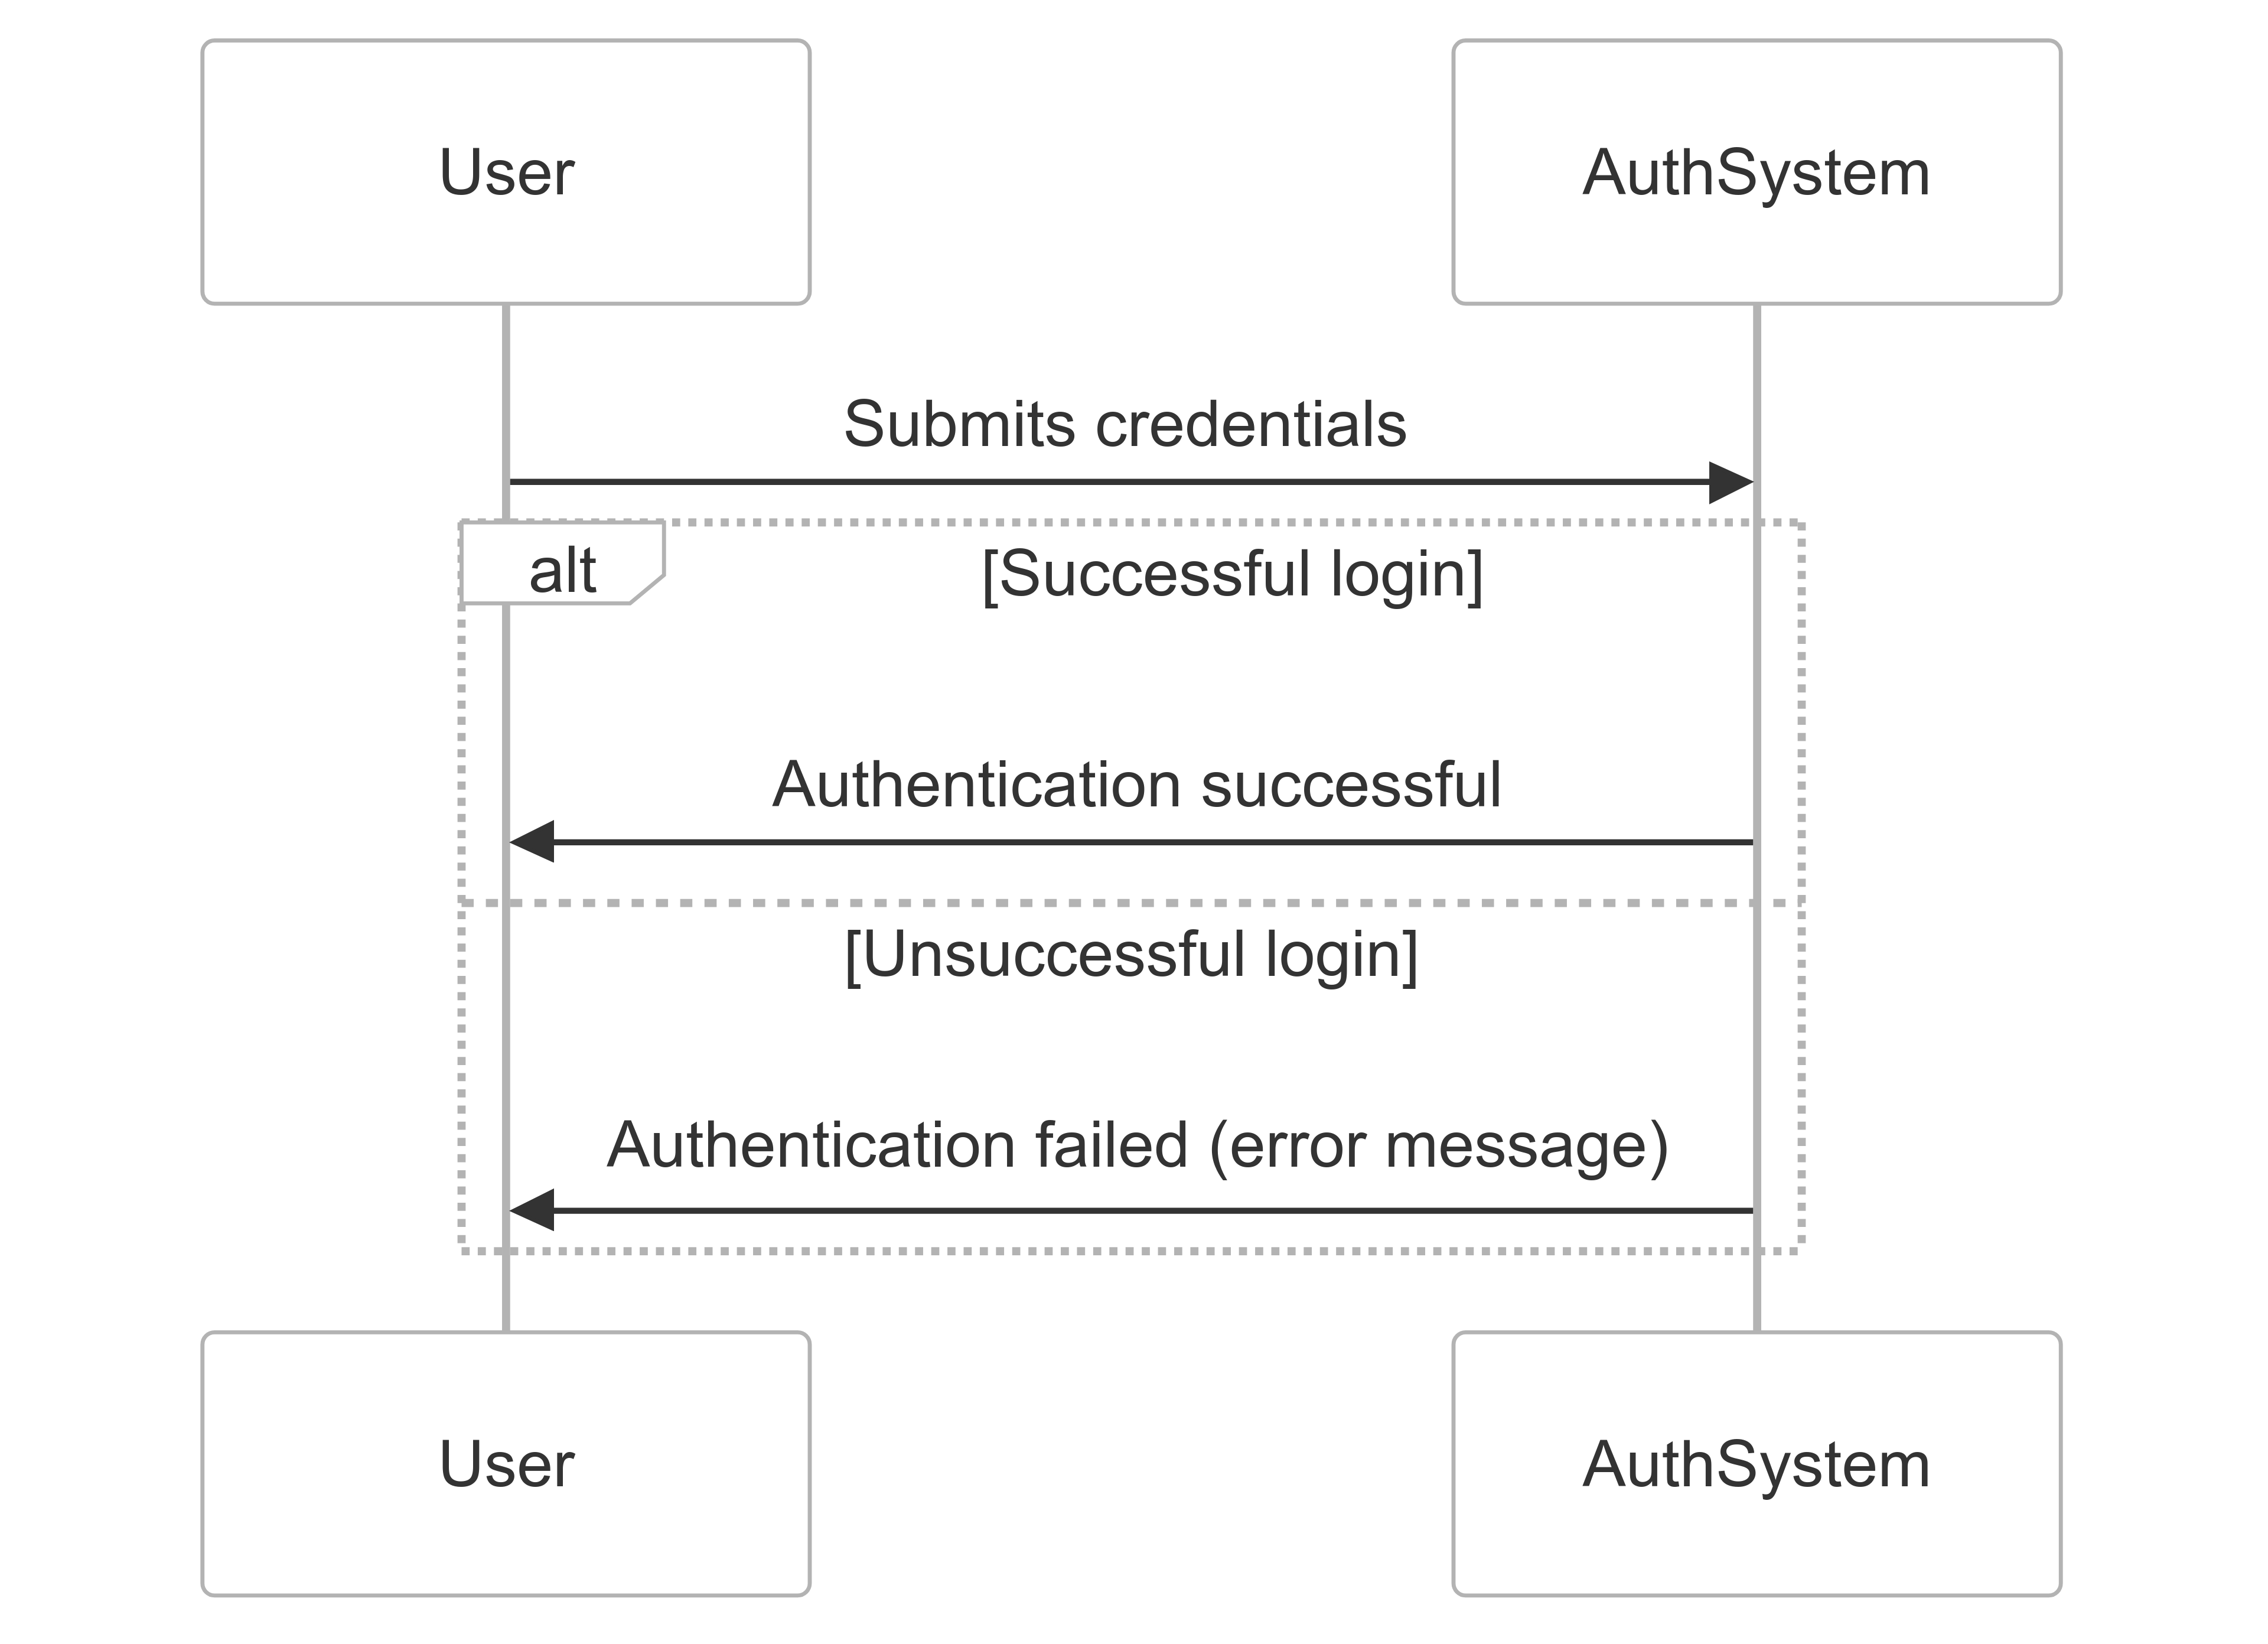 User
AuthSystem
Submits credentials
alt
[Successful login]
Authentication successful
[Unsuccessful login]
Authentication failed (error message)
User
AuthSystem